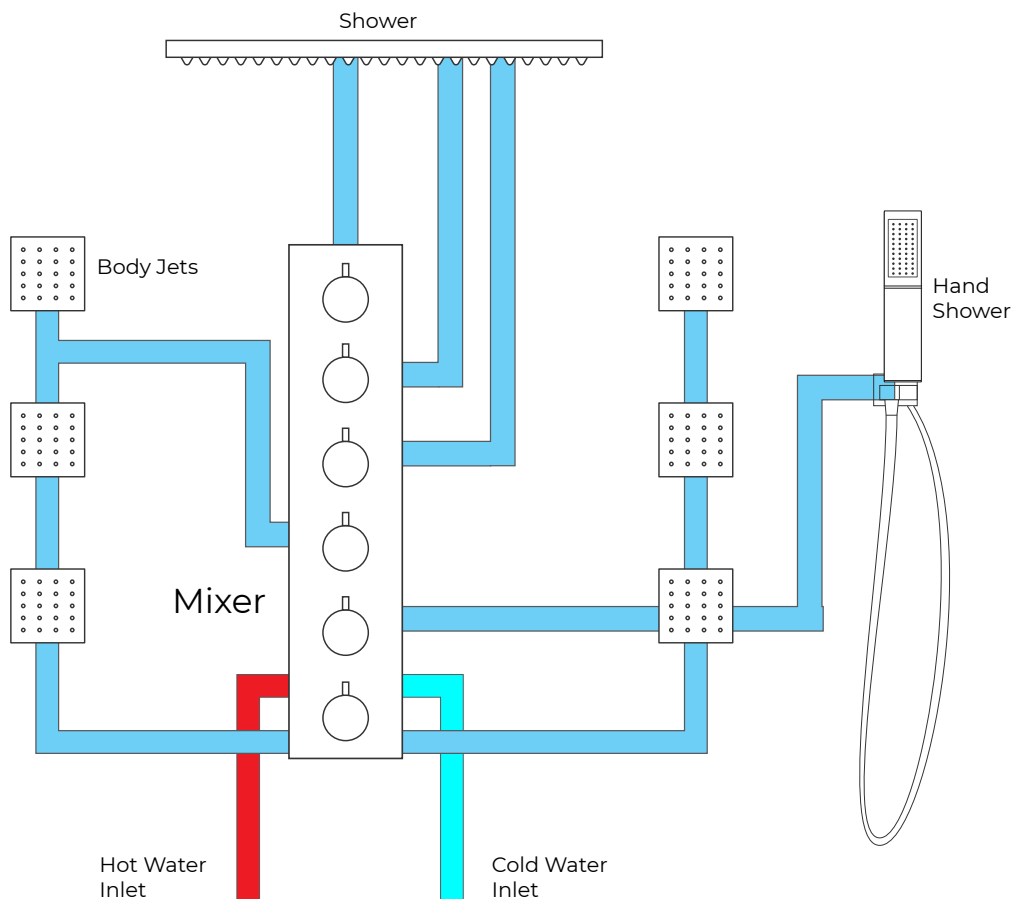 Shower
Body Jets
Hand
Shower
Mixer
Hot Water
Inlet
Cold Water
Inlet